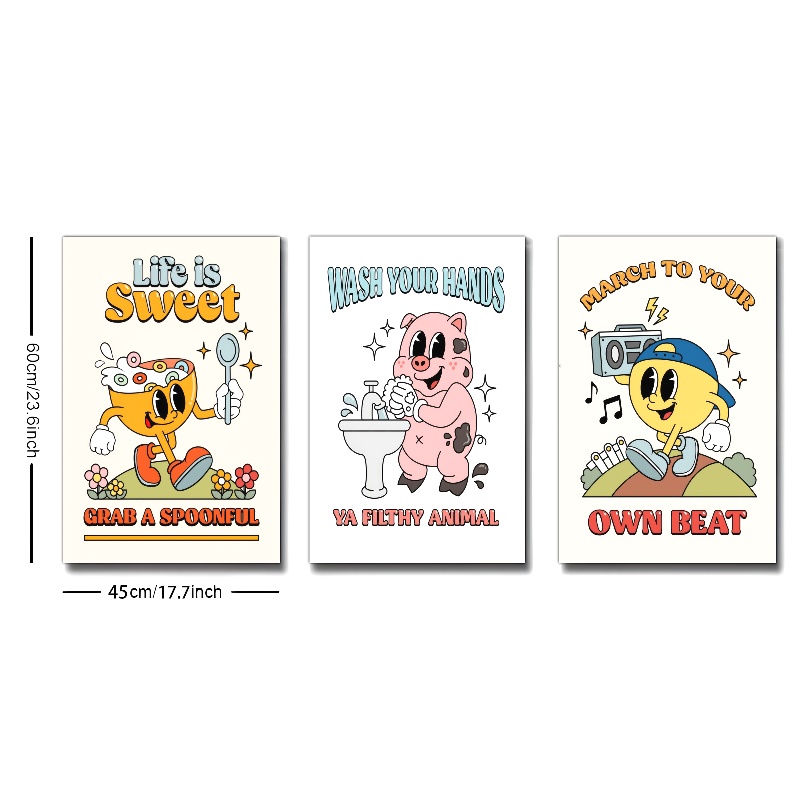 60cm/23.6inch
Life is
Sweet
GRAB A SPOONFUL
45cm/17.7inch
WASH YOUR HANDS
YA FILTHY ANIMAL
MARCH TO YOUR
OWN BEAT